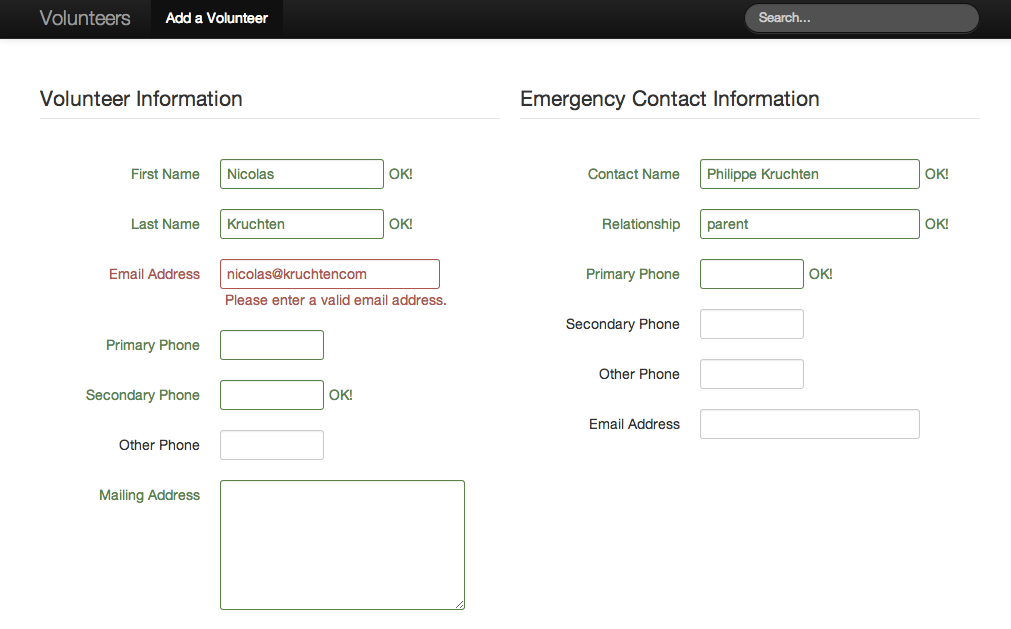 Volunteers Add a Volunteer Search...
Volunteer Information
First Name Nicolas OK!
Last Name Kruchten OK!
Email Address nicolas@kruchtencom
Please enter a valid email address.
Primary Phone
Secondary Phone OK!
Other Phone
Mailing Address
Emergency Contact Information
Contact Name Philippe Kruchten OK!
Relationship parent OK!
Primary Phone OK!
Secondary Phone
Other Phone
Email Address